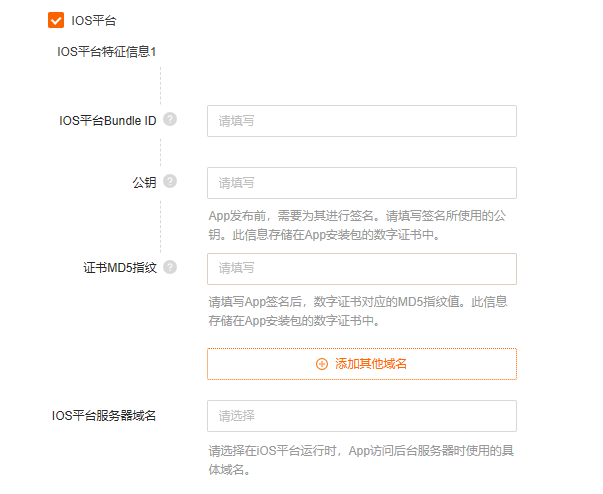 IOS平台
IOS平台特征信息1
IOS平台Bundle ID ?
请填写
公钥 ?
请填写
App发布前，需要为其进行签名。请填写签名所使用的公
钥。此信息存储在App安装包的数字证书中。
证书MD5指纹 ?
请填写
请填写App签名后，数字证书对应的MD5指纹值。此信息
存储在App安装包的数字证书中。
添加其他域名
IOS平台服务器域名
请选择
请选择在iOS平台运行时，App访问后台服务器时使用的具
体域名。